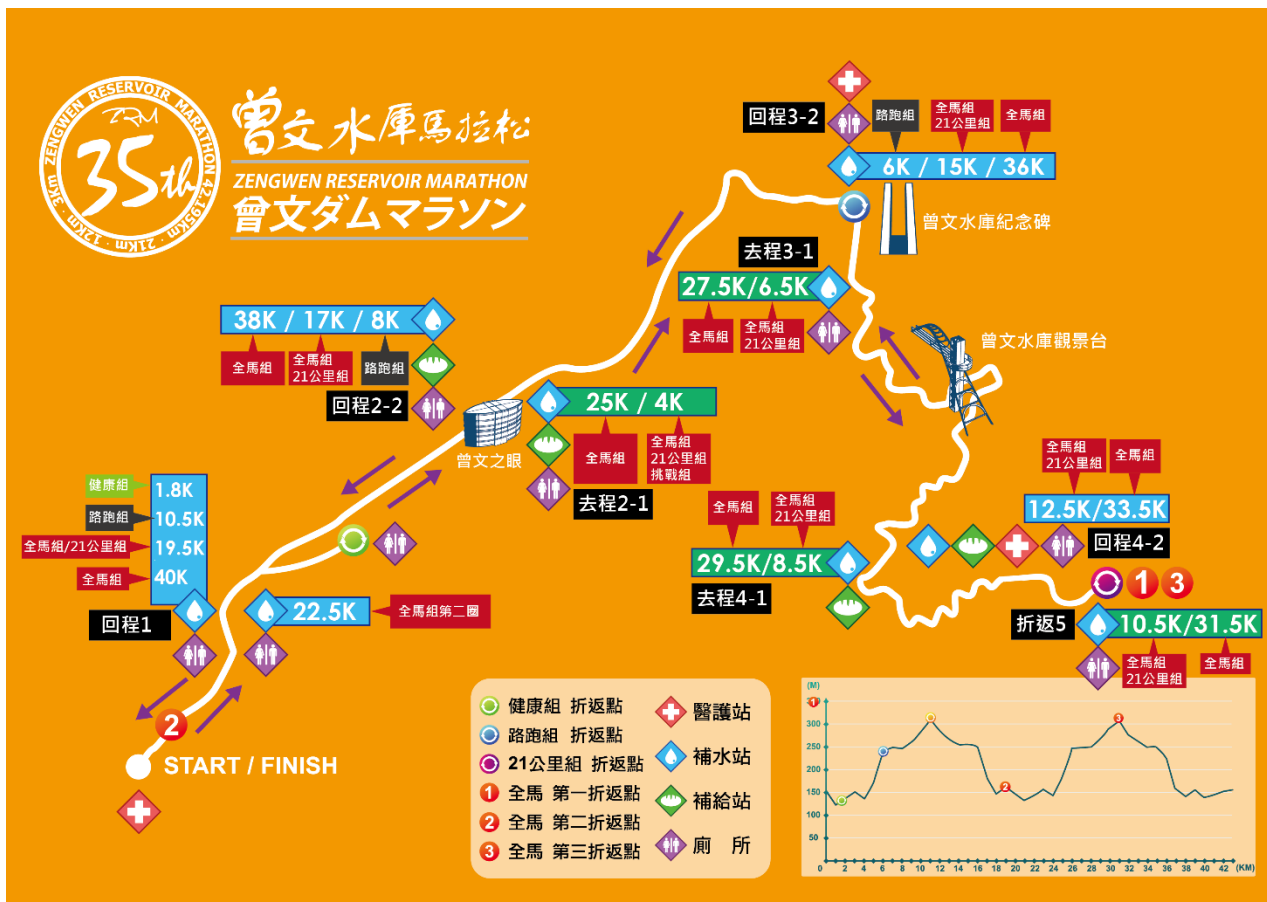 ZENGWEN RESERVOIR MARATHON 42.195KM · 21Km · 12Km · 3Km
ZRM
35th
曾文水庫馬拉松
ZENGWEN RESERVOIR MARATHON
曾文ダムマラソン
回程3-2
路跑組
全馬組
21公里組
全馬組
6K / 15K / 36K
曾文水庫紀念碑
去程3-1
27.5K/6.5K
全馬組
全馬組
21公里組
曾文水庫觀景台
38K / 17K / 8K
全馬組
全馬組
21公里組
路跑組
回程2-2
曾文之眼
25K / 4K
全馬組
全馬組
21公里組
挑戰組
去程2-1
健康組
1.8K
路跑組
10.5K
全馬組/21公里組
19.5K
全馬組
40K
回程1
22.5K
全馬組第二圈
全馬組
全馬組
21公里組
29.5K/8.5K
去程4-1
全馬組
21公里組
全馬組
12.5K/33.5K
回程4-2
1
3
折返5
10.5K/31.5K
全馬組
21公里組
全馬組
2
START / FINISH
健康組 折返點
路跑組 折返點
21公里組 折返點
1 全馬 第一折返點
2 全馬 第二折返點
3 全馬 第三折返點
醫護站
補水站
補給站
廁 所
(M)
1
300
250
200
150
100
50
3
2
0 2 4 6 8 10 12 14 16 18 20 22 24 26 28 30 32 34 36 38 40 42 (KM)